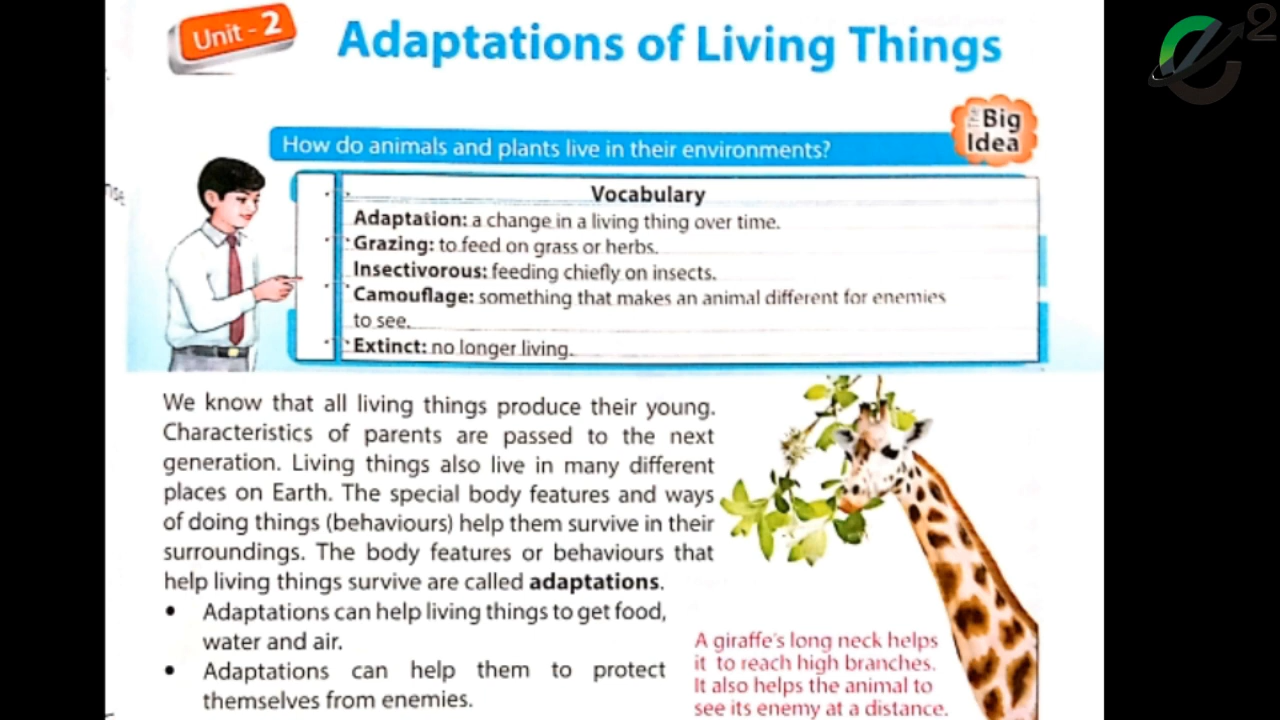 Unit - 2
Adaptations of Living Things
2
The Big
Idea
How do animals and plants live in their environments?
Vocabulary
Adaptation: a change in a living thing over time.
Grazing: to feed on grass or herbs.
Insectivorous: feeding chiefly on insects.
Camouflage: something that makes an animal different for enemies
to see.
Extinct: no longer living.
We know that all living things produce their young.
Characteristics of parents are passed to the next
generation. Living things also live in many different
places on Earth. The special body features and ways
of doing things (behaviours) help them survive in their
surroundings. The body features or behaviours that
help living things survive are called adaptations.
• Adaptations can help living things to get food,
water and air.
• Adaptations can help them to protect
themselves from enemies.
A giraffe's long neck helps
it to reach high branches.
It also helps the animal to
see its enemy at a distance.